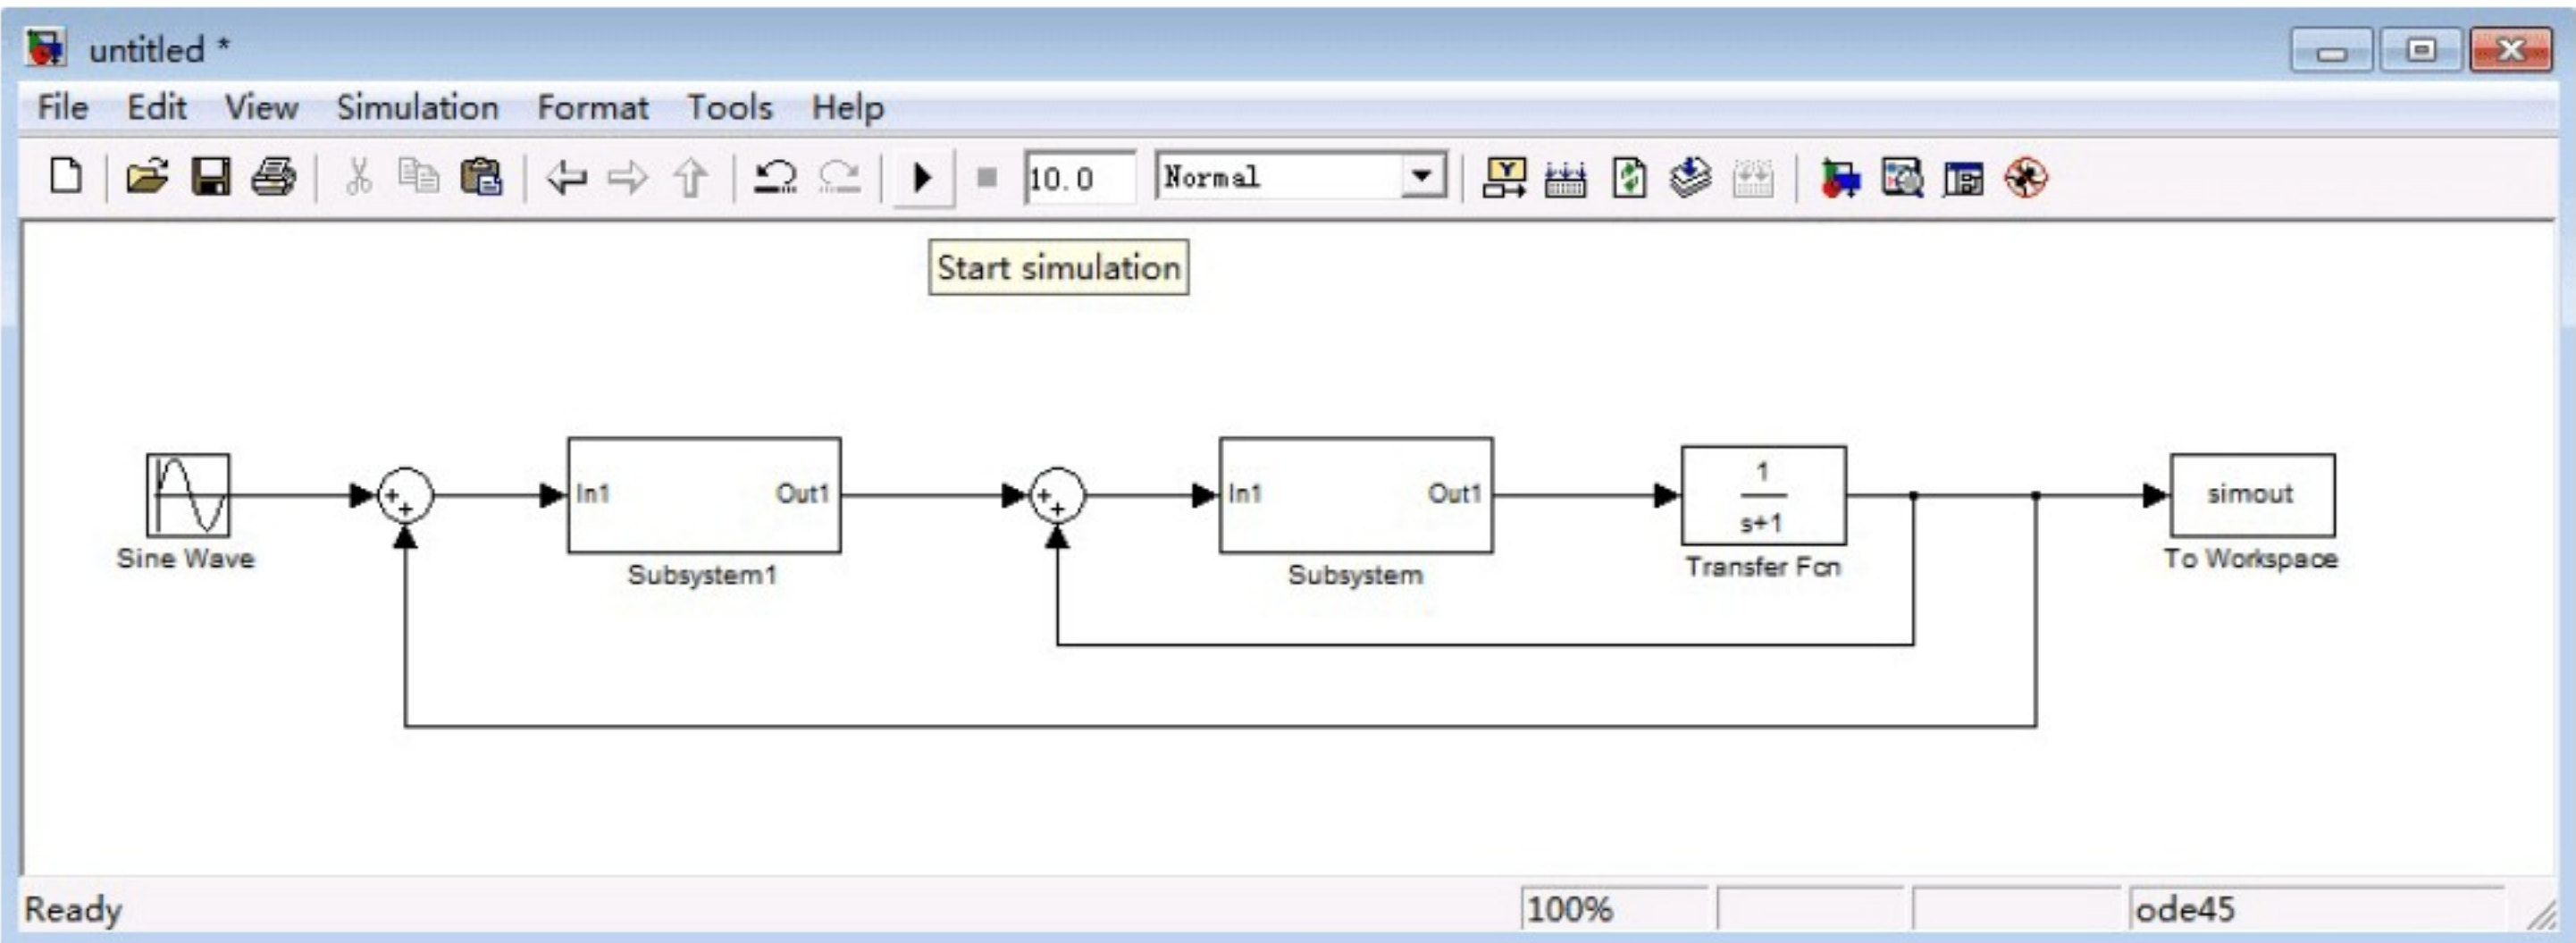 untitled *
File Edit View Simulation Format Tools Help
10.0 Normal
Start simulation
Sine Wave
+
+
In1 Out1
Subsystem1
+
+
In1 Out1
Subsystem
1
s+1
Transfer Fcn
simout
To Workspace
Ready 100% ode45